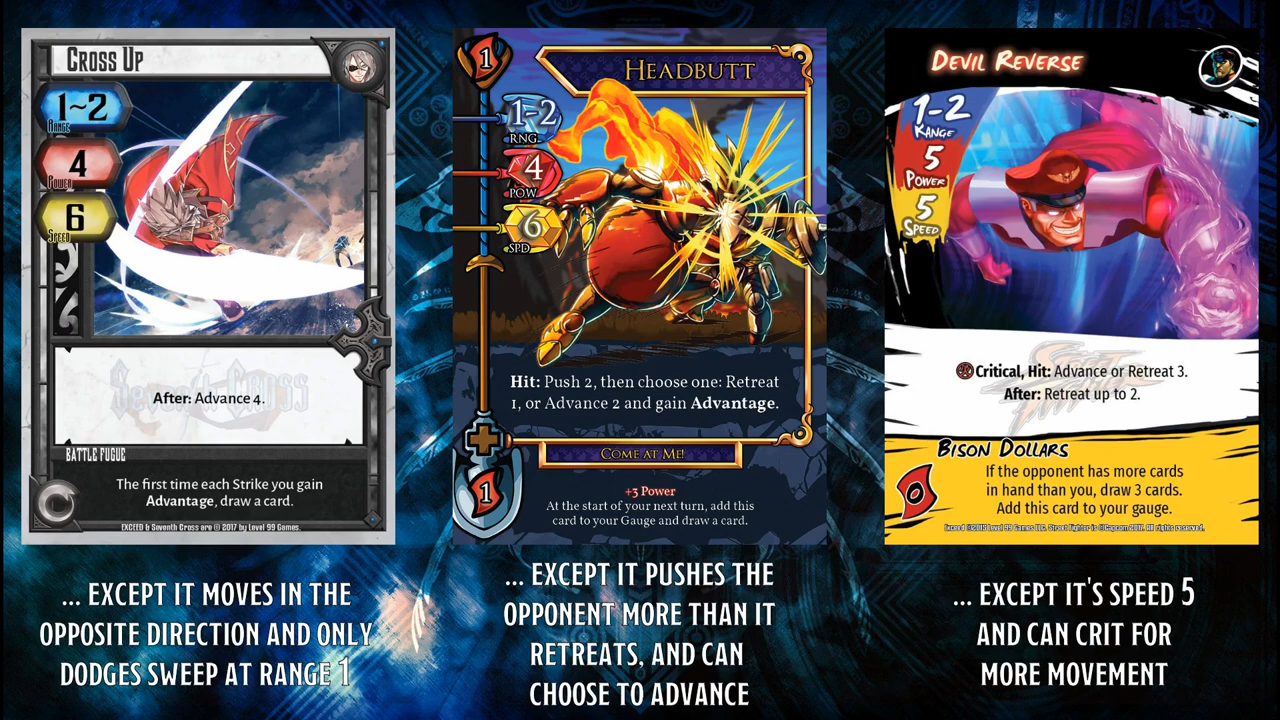 Cross Up
1~2
Range
4
Power
6
Speed
Seventh Cross
After: Advance 4.
Battle Fugue
The first time each Strike you gain
Advantage, draw a card.
EXCEED & Seventh Cross are © 2017 by Level 99 Games.
... EXCEPT IT MOVES IN THE
OPPOSITE DIRECTION AND ONLY
DODGES SWEEP AT RANGE 1
1
Headbutt
1-2
RNG
4
POW
6
SPD
Hit: Push 2, then choose one: Retreat
1, or Advance 2 and gain Advantage.
Come at Me!
1
+3 Power
At the start of your next turn, add this
card to your Gauge and draw a card.
... EXCEPT IT PUSHES THE
OPPONENT MORE THAN IT
RETREATS, AND CAN
CHOOSE TO ADVANCE
Devil Reverse
1-2
Range
5
Power
5
Speed
Critical, Hit: Advance or Retreat 3.
After: Retreat up to 2.
Bison Dollars
0
If the opponent has more cards
in hand than you, draw 3 cards.
Add this card to your gauge.
... EXCEPT IT'S SPEED 5
AND CAN CRIT FOR
MORE MOVEMENT